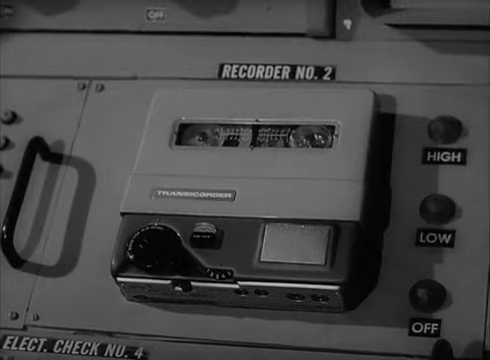 OFF
RECORDER NO. 2
HIGH
TRANSICORDER
LOW
OFF
ELECT. CHECK NO. 4